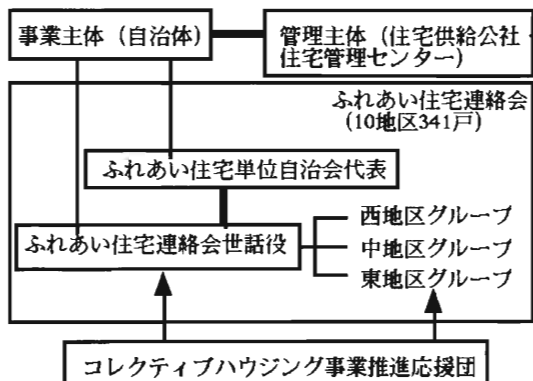 事業主体（自治体）
管理主体（住宅供給公社・
住宅管理センター）
ふれあい住宅連絡会
(10地区341戸)
ふれあい住宅単位自治会代表
ふれあい住宅連絡会世話役
西地区グループ
中地区グループ
東地区グループ
コレクティブハウジング事業推進応援団